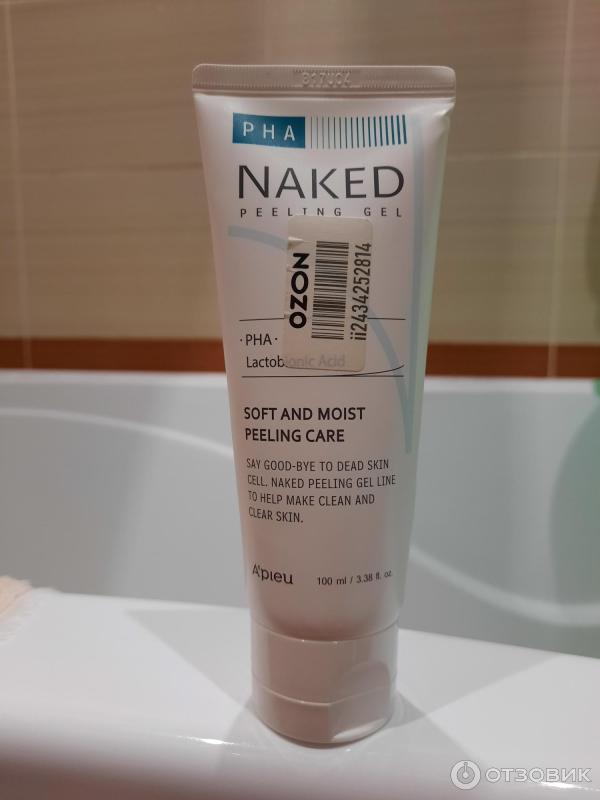 817J04
PHA
NAKED
PEELING GEL
OZON
ii2434252814
·PHA·
Lactobionic Acid
SOFT AND MOIST
PEELING CARE
SAY GOOD-BYE TO DEAD SKIN
CELL. NAKED PEELING GEL LINE
TO HELP MAKE CLEAN AND
CLEAR SKIN.
A'pieu
100 ml / 3.38 fl. oz.
ОТЗОВИК